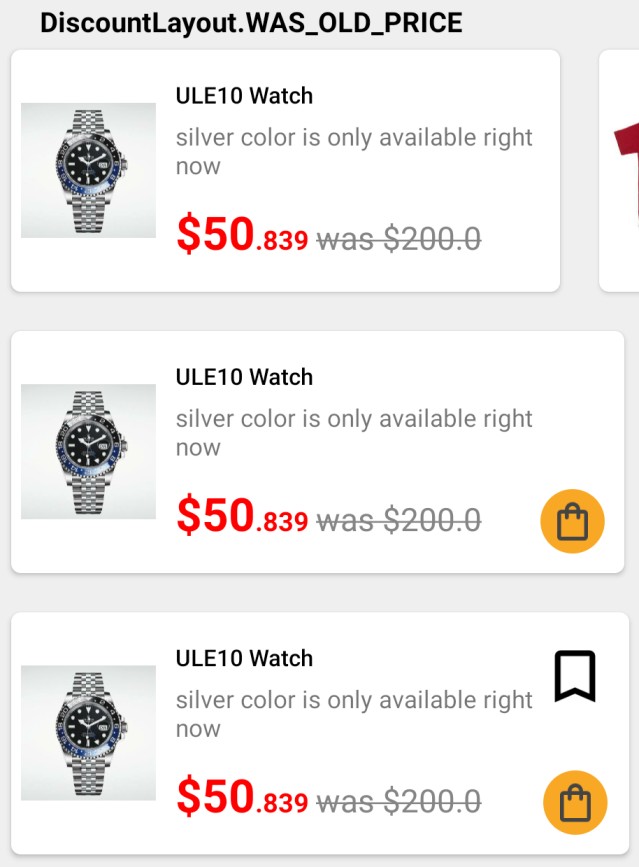 DiscountLayout.WAS_OLD_PRICE
ULE10 Watch
silver color is only available right
now
$50.839 was $200.0
ULE10 Watch
silver color is only available right
now
$50.839 was $200.0
ULE10 Watch
silver color is only available right
now
$50.839 was $200.0